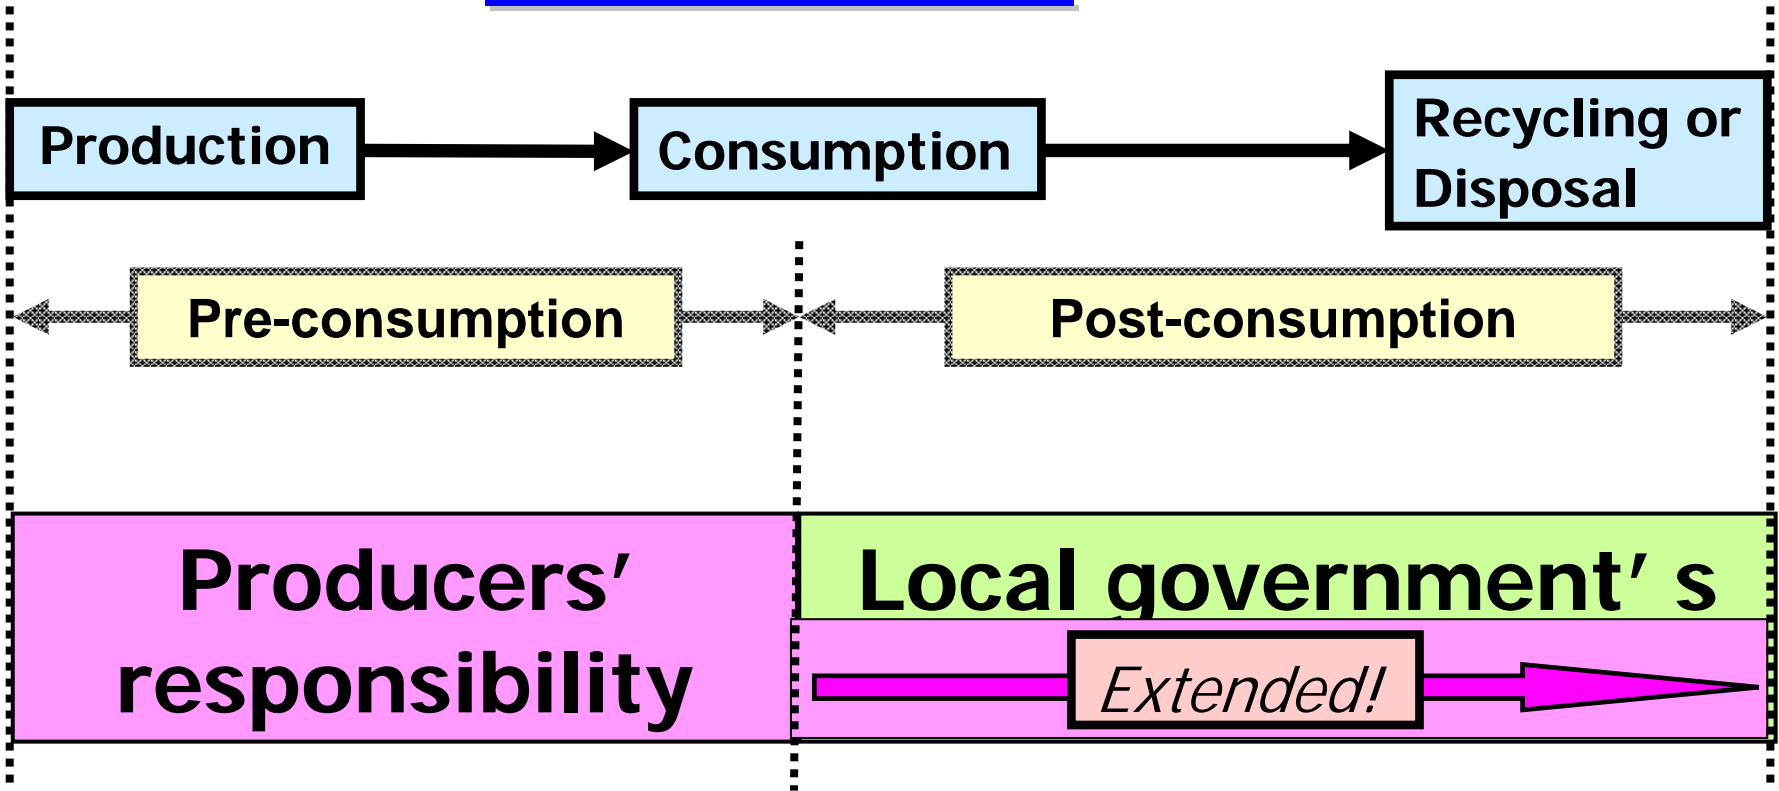 Production
Consumption
Recycling or
Disposal
Pre-consumption
Post-consumption
Producers’
responsibility
Local government’ s
Extended!